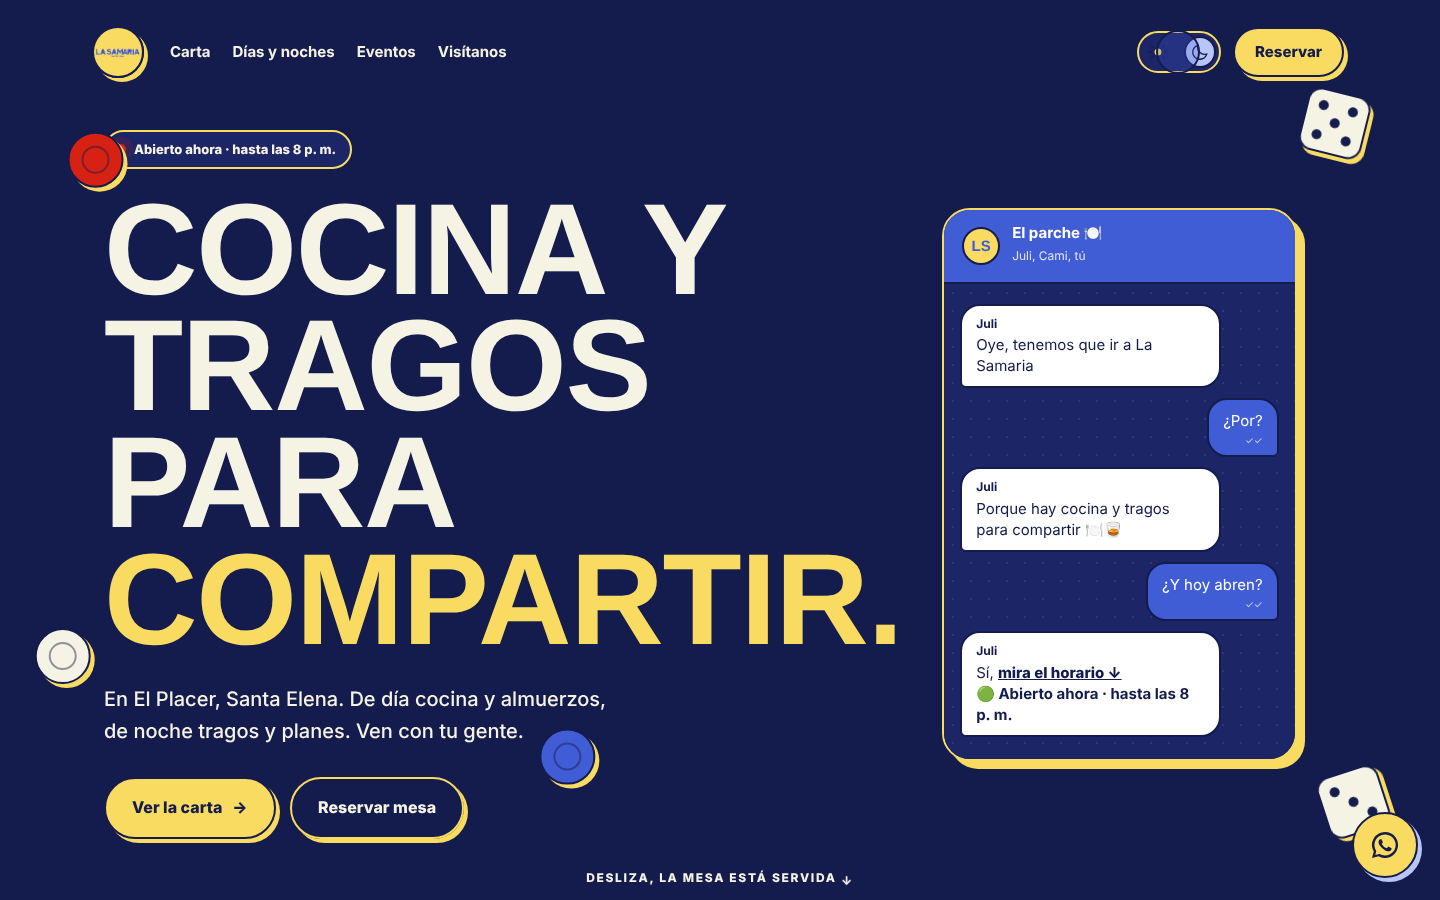 LA SAMARIA
Carta
Días y noches
Eventos
Visítanos
Reservar
Abierto ahora · hasta las 8 p. m.
COCINA Y
TRAGOS
PARA
COMPARTIR.
En El Placer, Santa Elena. De día cocina y almuerzos,
de noche tragos y planes. Ven con tu gente.
Ver la carta →
Reservar mesa
LS
El parche 🍽️
Juli, Cami, tú
Juli
Oye, tenemos que ir a La
Samaria
¿Por?
✓✓
Juli
Porque hay cocina y tragos
para compartir 🍽️🥃
¿Y hoy abren?
✓✓
Juli
Sí, mira el horario ↓
🟢 Abierto ahora · hasta las 8
p. m.
DESLIZA, LA MESA ESTÁ SERVIDA ↓